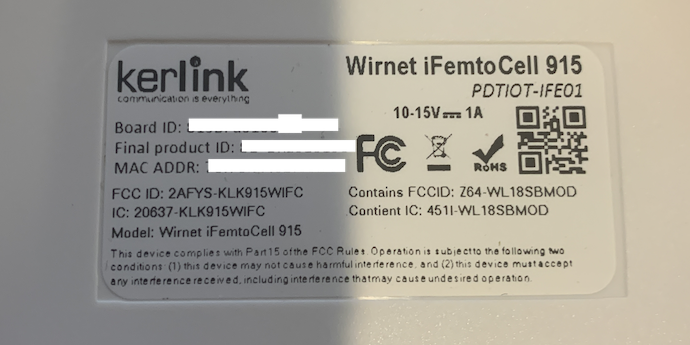 kerlink
communication is everything
Wirnet iFemtoCell 915
PDTIOT-IFE01
10-15V 1A
Board ID:
Final product ID:
MAC ADDR:
FC
RoHS
FCC ID: 2AFYS-KLK915WIFC
IC: 20637-KLK915WIFC
Model: Wirnet iFemtoCell 915
Contains FCCID: Z64-WL18SBMOD
Contient IC: 451I-WL18SBMOD
This device complies with Part15 of the FCC Rules. Operation is subject to the following two
conditions: (1) this device may not cause harmful interference, and (2) this device must accept
any interference received, including interference that may cause undesired operation.